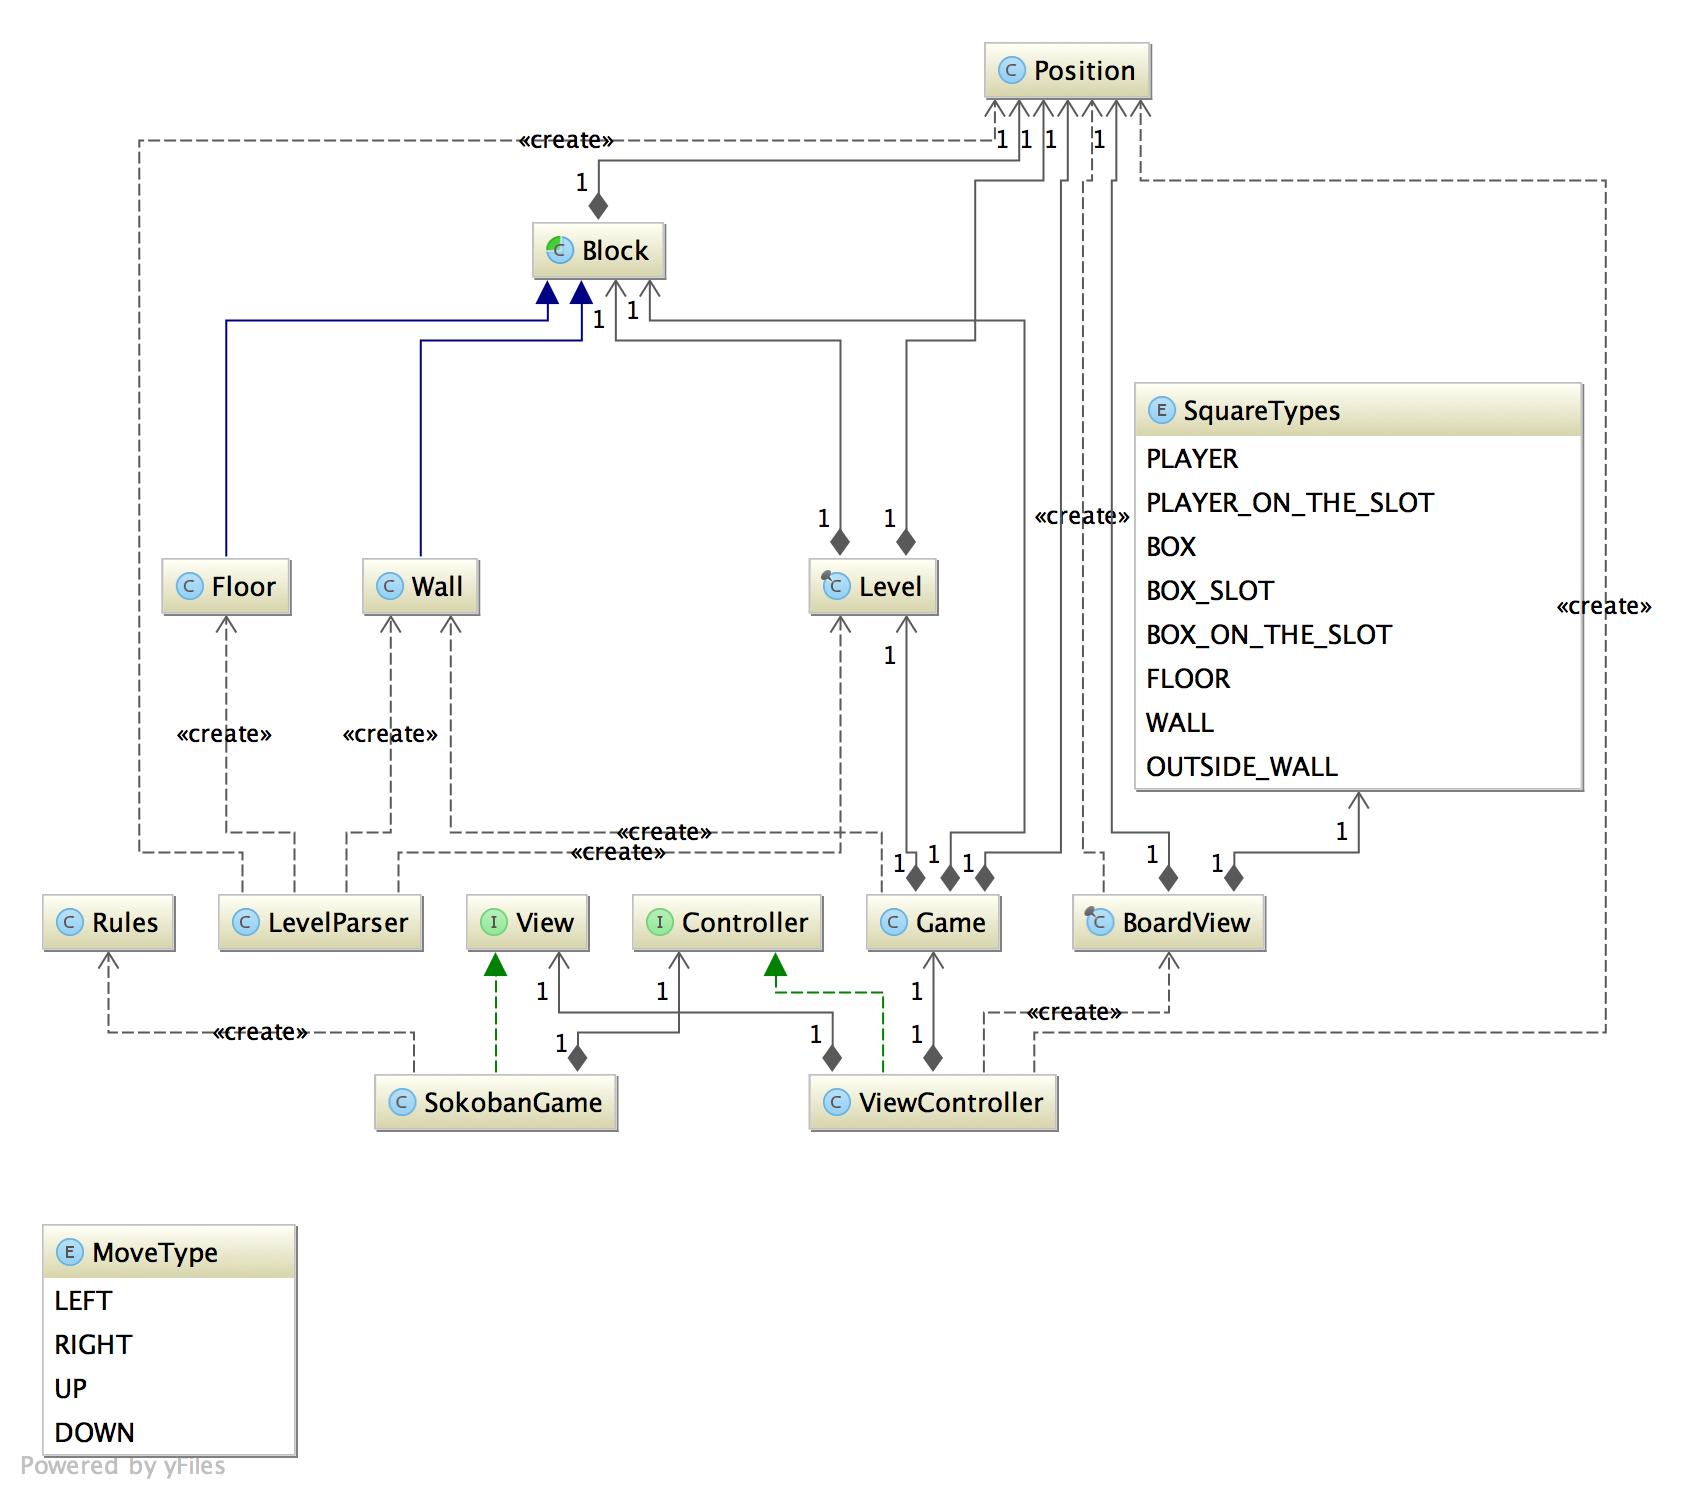 C Position
«create»
1 1 1 1
1
C Block
1 1
E SquareTypes
PLAYER
PLAYER_ON_THE_SLOT
BOX
BOX_SLOT
BOX_ON_THE_SLOT
FLOOR
WALL
OUTSIDE_WALL
1 1
«create»
C Floor
C Wall
C Level
«create»
1
«create»
«create»
1
«create»
«create»
1 1 1 1 1
C Rules
C LevelParser
I View
I Controller
C Game
C BoardView
1 1 1
«create»
«create»
1 1 1
C SokobanGame
C ViewController
E MoveType
LEFT
RIGHT
UP
DOWN
Powered by yFiles